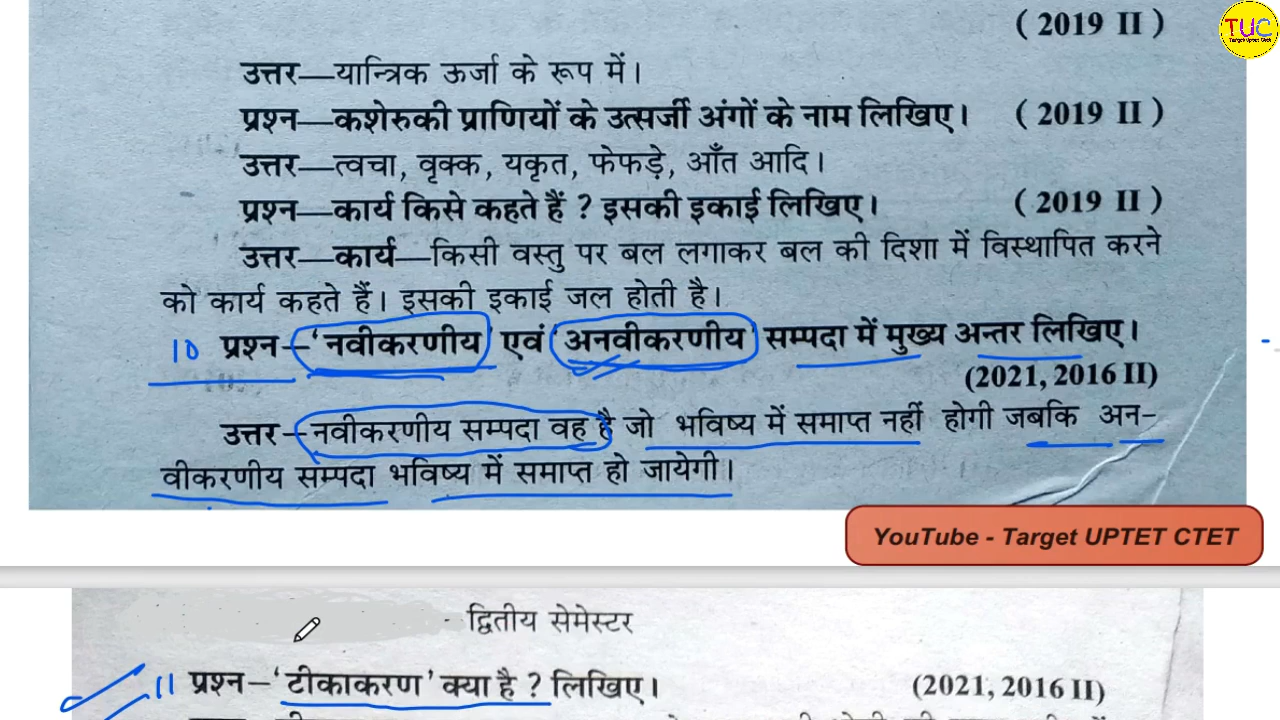 ( 2019 II )
TUC
Target Uptet Ctet
उत्तर—यान्त्रिक ऊर्जा के रूप में।
प्रश्न—कशेरुकी प्राणियों के उत्सर्जी अंगों के नाम लिखिए। ( 2019 II )
उत्तर—त्वचा, वृक्क, यकृत, फेफड़े, आँत आदि।
प्रश्न—कार्य किसे कहते हैं ? इसकी इकाई लिखिए। ( 2019 II )
उत्तर—कार्य—किसी वस्तु पर बल लगाकर बल की दिशा में विस्थापित करने
को कार्य कहते हैं। इसकी इकाई जल होती है।
10 प्रश्न–‘नवीकरणीय’ एवं ‘अनवीकरणीय’ सम्पदा में मुख्य अन्तर लिखिए।
(2021, 2016 II)
उत्तर–नवीकरणीय सम्पदा वह है जो भविष्य में समाप्त नहीं होगी जबकि अन-
वीकरणीय सम्पदा भविष्य में समाप्त हो जायेगी।
YouTube - Target UPTET CTET
द्वितीय सेमेस्टर
11 प्रश्न–‘टीकाकरण’ क्या है ? लिखिए। (2021, 2016 II)